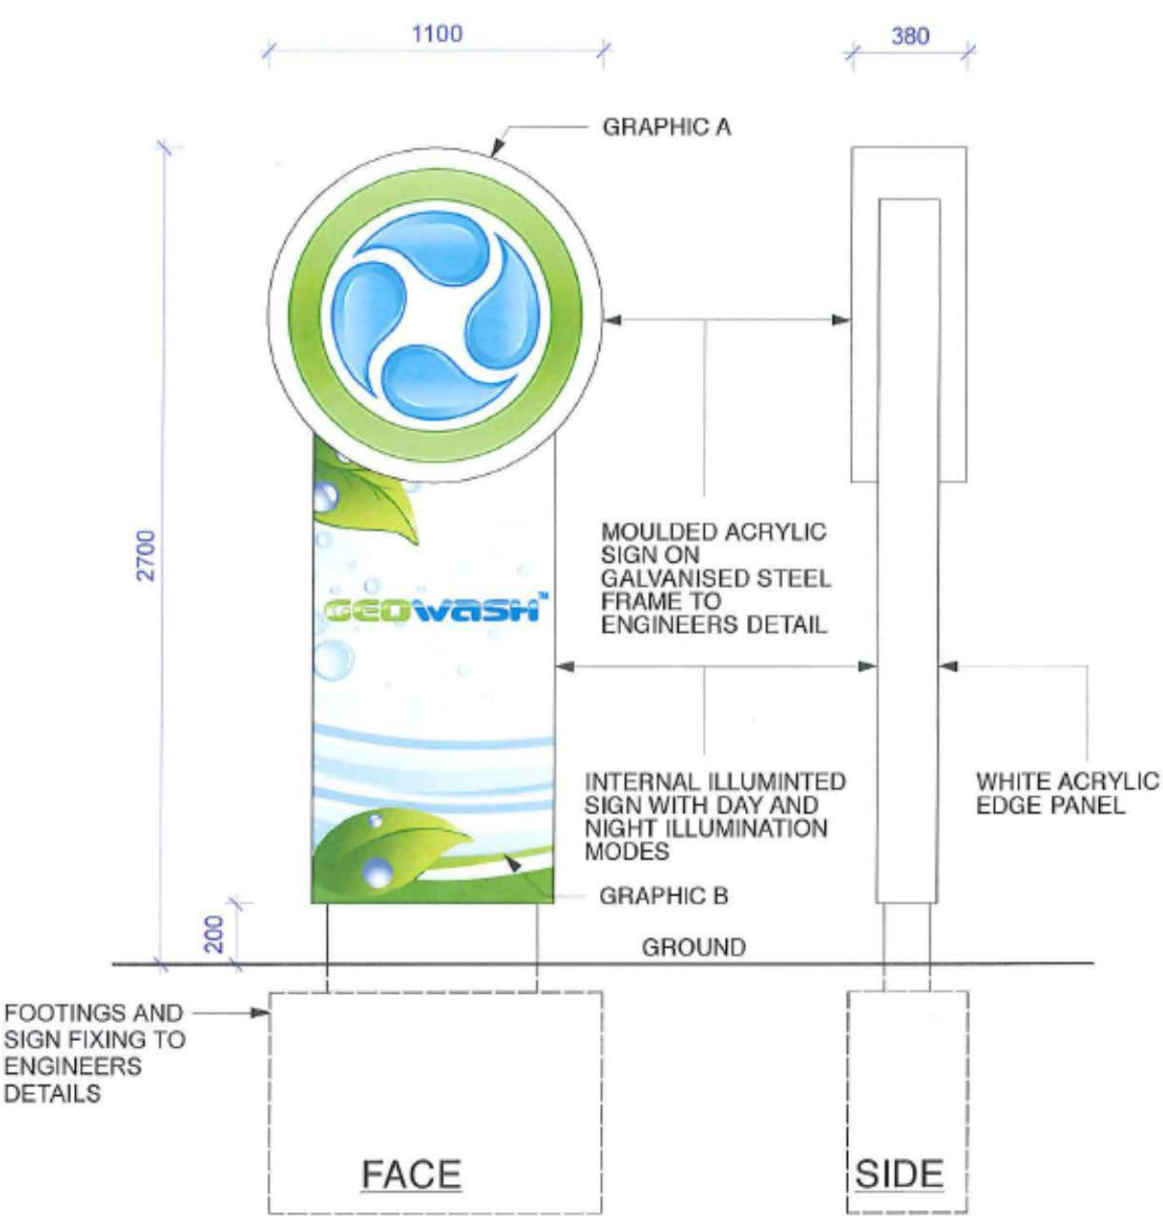 1100
380
GRAPHIC A
2700
MOULDED ACRYLIC
SIGN ON
GALVANISED STEEL
FRAME TO
ENGINEERS DETAIL
GEOWASH™
INTERNAL ILLUMINTED
SIGN WITH DAY AND
NIGHT ILLUMINATION
MODES
WHITE ACRYLIC
EDGE PANEL
GRAPHIC B
200
GROUND
FOOTINGS AND
SIGN FIXING TO
ENGINEERS
DETAILS
FACE
SIDE